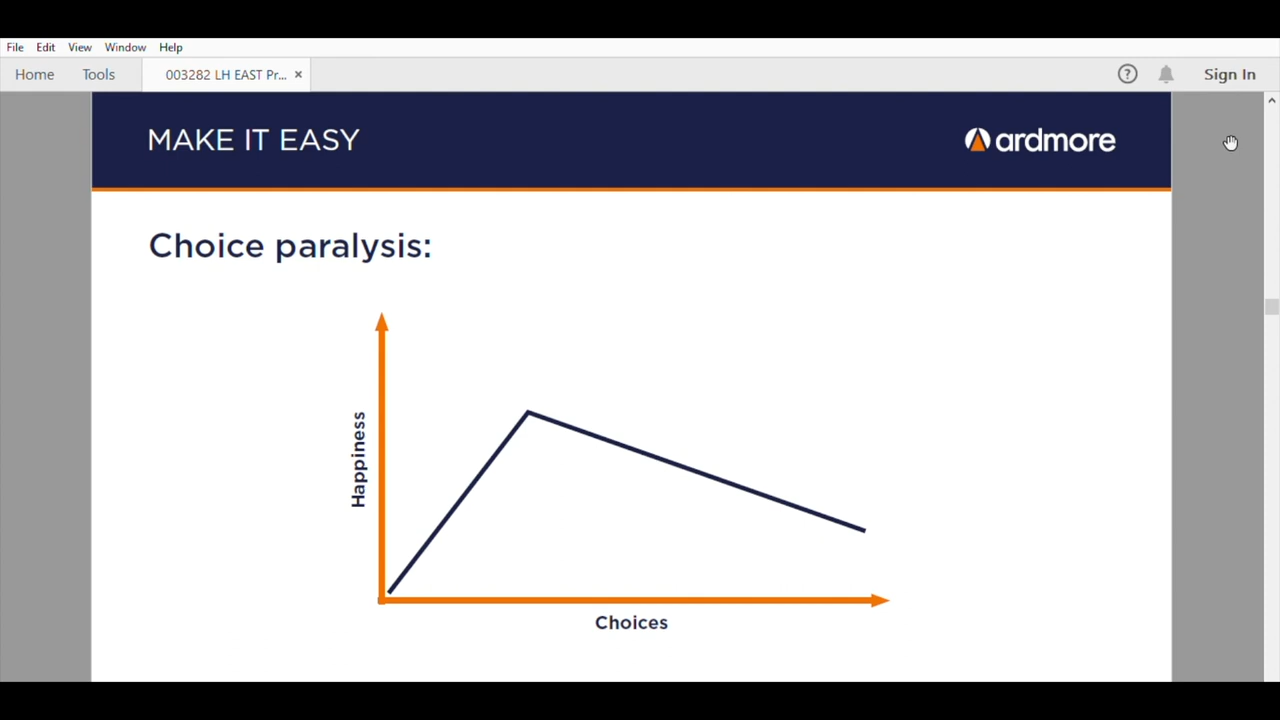 File Edit View Window Help
Home Tools 003282 LH EAST Pr... × ? Sign In
MAKE IT EASY
ardmore
Choice paralysis:
Happiness
Choices